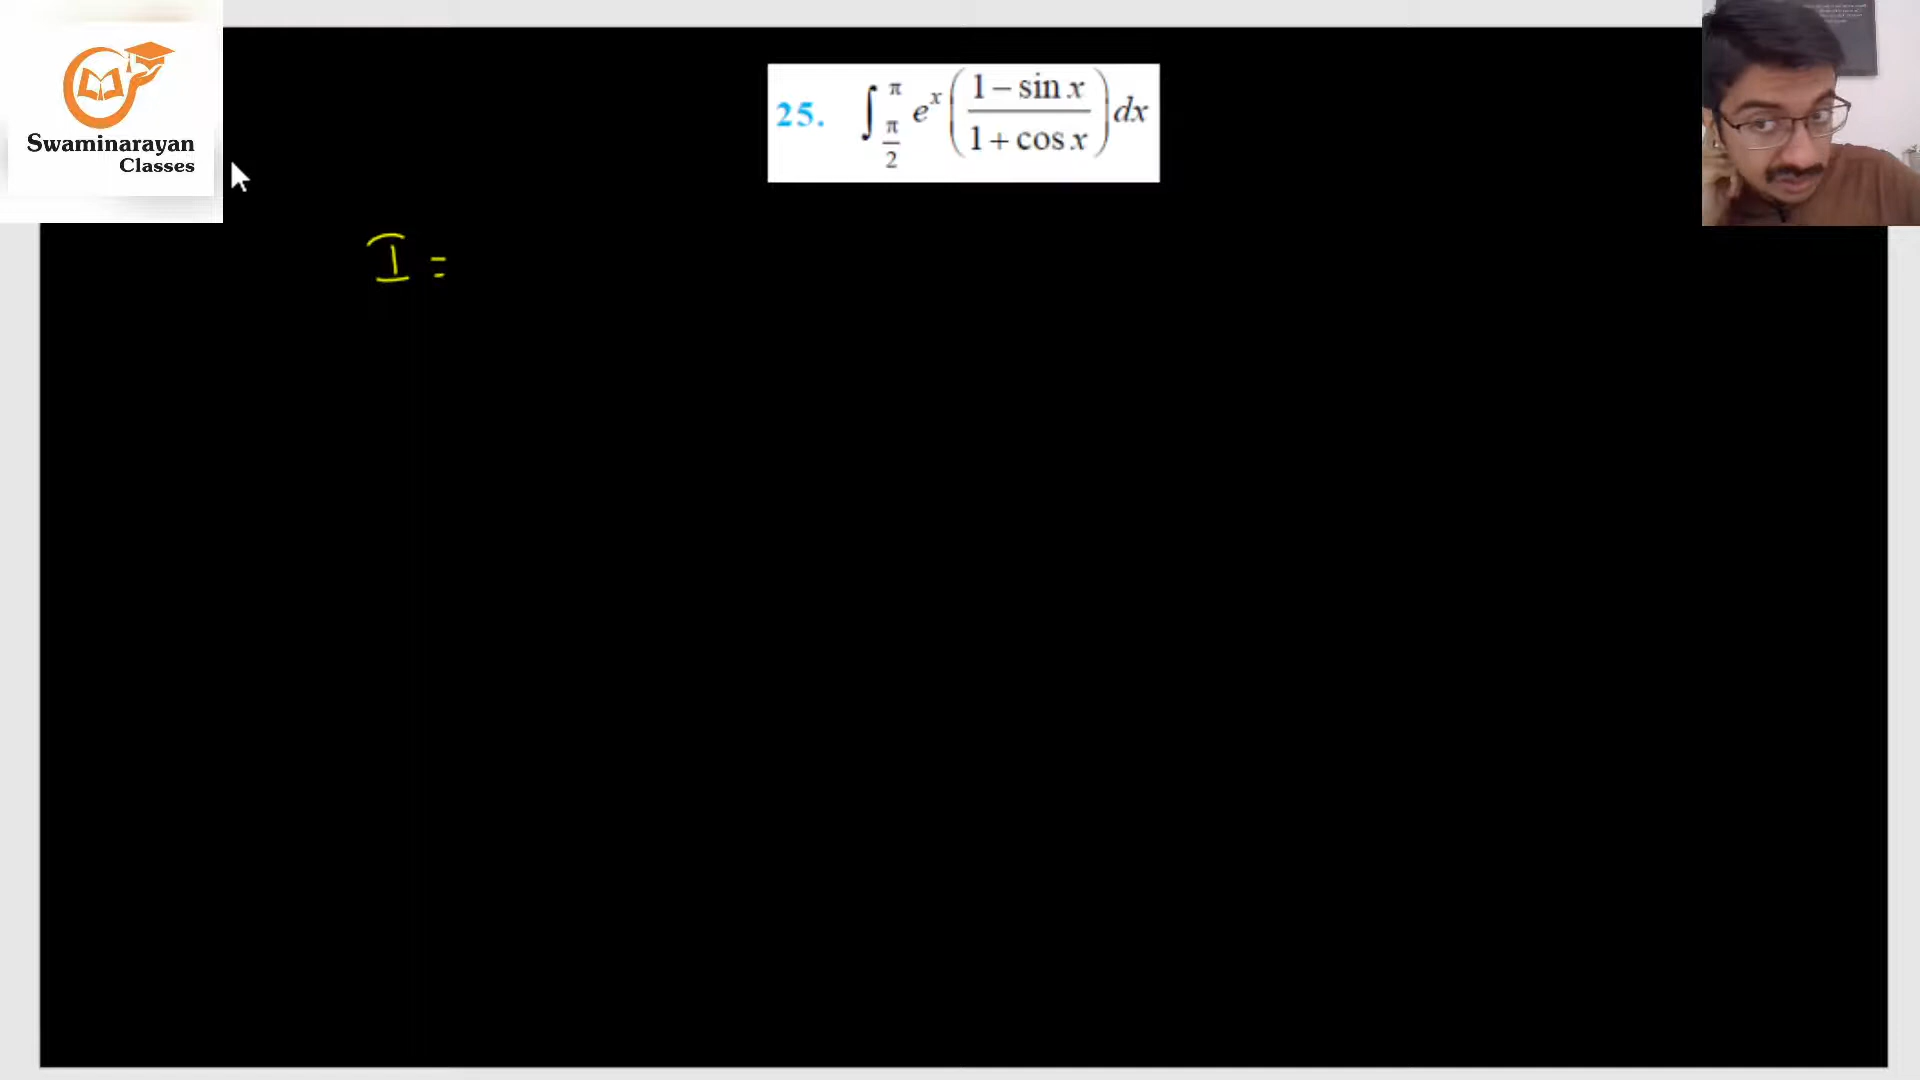 Swaminarayan
Classes
25. ∫_{π/2}^{π} e^x ((1 − sin x)/(1 + cos x)) dx
I =